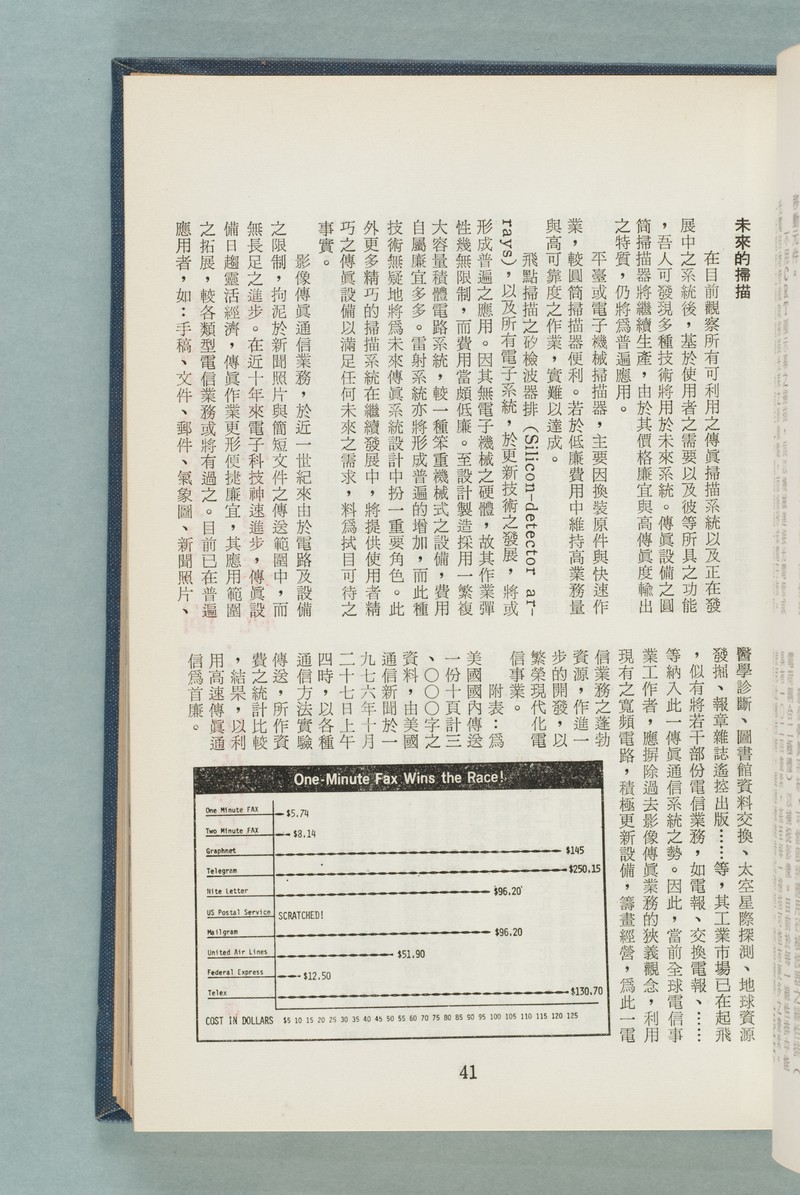 未來的掃描
在目前觀察所有可利用之傳眞掃描系統以及正在發
展中之系統後，基於使用者之需要以及彼等所具之功能
，吾人可發現多種技術將用於未來系統。傳眞設備之圓
筒掃描器將繼續生產，由於其價格廉宜與高傳眞度輸出
之特質，仍將爲普遍應用。
平臺或電子機械掃描器，主要因換裝原件與快速作
業，較圓筒掃描器便利。若於低廉費用中維持高業務量
與高可靠度之作業，實難以達成。
飛點掃描之矽檢波器排（Silicon-detector ar-
rays），以及所有電子系統，於更新技術之發展，將或
形成普遍之應用。因其無電子機械之硬體，故其作業彈
性幾無限制，而費用當頗低廉。至設計製造採用一繁複
大容量積體電路系統，較一種笨重機械式之設備，費用
自屬廉宜多多。雷射系統亦將形成普遍的增加，而此種
技術無疑地將爲未來傳眞系統設計中扮一重要角色。此
外更多精巧的掃描系統在繼續發展中，將提供使用者精
巧之傳眞設備以滿足任何未來之需求，料爲拭目可待之
事實。
影像傳眞通信業務，於近一世紀來由於電路及設備
之限制，拘泥於新聞照片與簡短文件之傳送範圍中，而
無長足之進步。在近十年來電子科技神速進步，傳眞設
備日趨靈活經濟，傳眞作業更形便捷廉宜，其應用範圍
之拓展，較各類型電信業務或將有過之。目前已在普遍
應用者，如：手稿、文件、郵件、氣象圖、新聞照片、
醫學診斷、圖書館資料交換、太空星際探測、地球資源
發掘、報章雜誌遙控出版……等，其工業市場已在起飛
，似有將若干部份電信業務，如電報、交換電報、……
等納入此一傳眞通信系統之勢。因此，當前全球電信事
業工作者，應摒除過去影像傳眞業務的狹義觀念，利用
現有之寬頻電路，積極更新設備，籌畫經營，爲此一電
信業務之蓬勃
資源，作進一
步的開發，以
繁榮現代化電
信事業。
附表：爲
美國國內傳送
一份十頁計三
、〇〇〇字之
資料，由美國
通信新聞於一
九七六年十月
二十七日上午
四時，以各種
通信方法實驗
傳送，所作資
費之統計比較
，結果，以利
用高速傳眞通
信爲首廉。
One-Minute Fax Wins the Race!
One Minute FAX $5.74
Two Minute FAX $8.14
Graphnet $145
Telegram $250.15
Nite Letter $96.20
US Postal Service SCRATCHED!
Mailgram $96.20
United Air Lines $51.90
Federal Express $12.50
Telex $130.70
COST IN DOLLARS $5 10 15 20 25 30 35 40 45 50 55 60 70 75 80 85 90 95 100 105 110 115 120 125
41